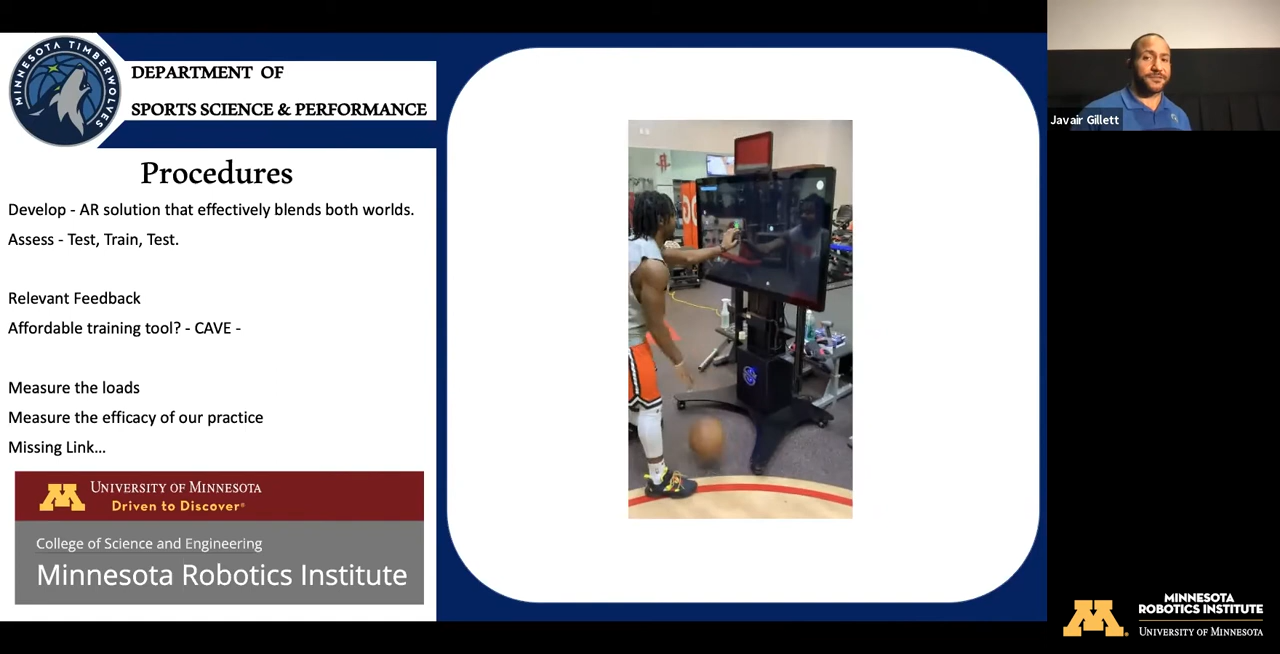 MINNESOTA TIMBERWOLVES
DEPARTMENT OF
SPORTS SCIENCE & PERFORMANCE
Procedures
Develop - AR solution that effectively blends both worlds.
Assess - Test, Train, Test.
Relevant Feedback
Affordable training tool? - CAVE -
Measure the loads
Measure the efficacy of our practice
Missing Link...
M UNIVERSITY OF MINNESOTA
Driven to Discover®
College of Science and Engineering
Minnesota Robotics Institute
Javair Gillett
M
MINNESOTA
ROBOTICS INSTITUTE
UNIVERSITY OF MINNESOTA